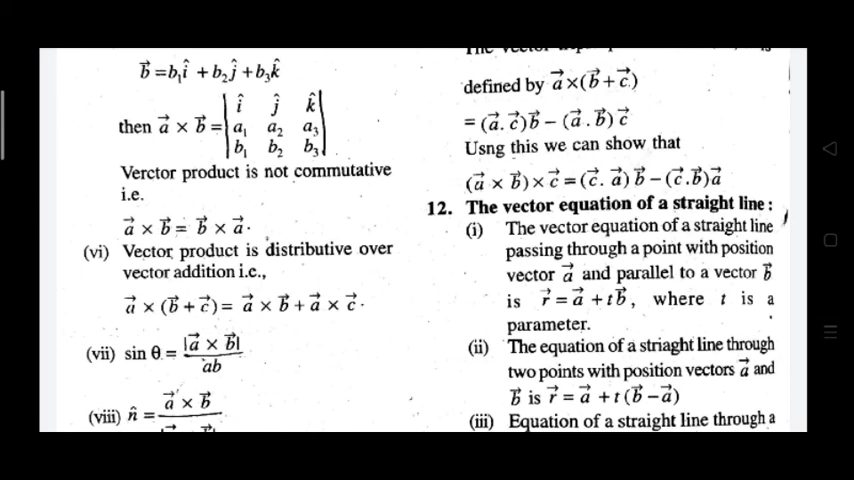 b⃗ =b₁î + b₂ĵ + b₃k̂
then a⃗ × b⃗ = | î ĵ k̂ |
| a₁ a₂ a₃ |
| b₁ b₂ b₃ |
Verctor product is not commutative
i.e.
a⃗ × b⃗ = b⃗ × a⃗.
(vi) Vector product is distributive over
vector addition i.e.,
a⃗ × (b⃗ + c⃗) = a⃗ × b⃗ + a⃗ × c⃗.
(vii) sin θ = |a⃗ × b⃗| / ab
(viii) n̂ = a⃗ × b⃗
defined by a⃗ ×(b⃗ + c⃗)
= (a⃗. c⃗)b⃗ − (a⃗ . b⃗) c⃗
Usng this we can show that
(a⃗ × b⃗) × c⃗ = (c⃗. a⃗) b⃗ − (c⃗.b⃗)a⃗
12. The vector equation of a straight line :
(i) The vector equation of a straight line
passing through a point with position
vector a⃗ and parallel to a vector b⃗
is r⃗ = a⃗ + tb⃗, where t is a
parameter.
(ii) The equation of a striaght line through
two points with position vectors a⃗ and
b⃗ is r⃗ = a⃗ + t (b⃗ − a⃗)
(iii) Equation of a straight line through a